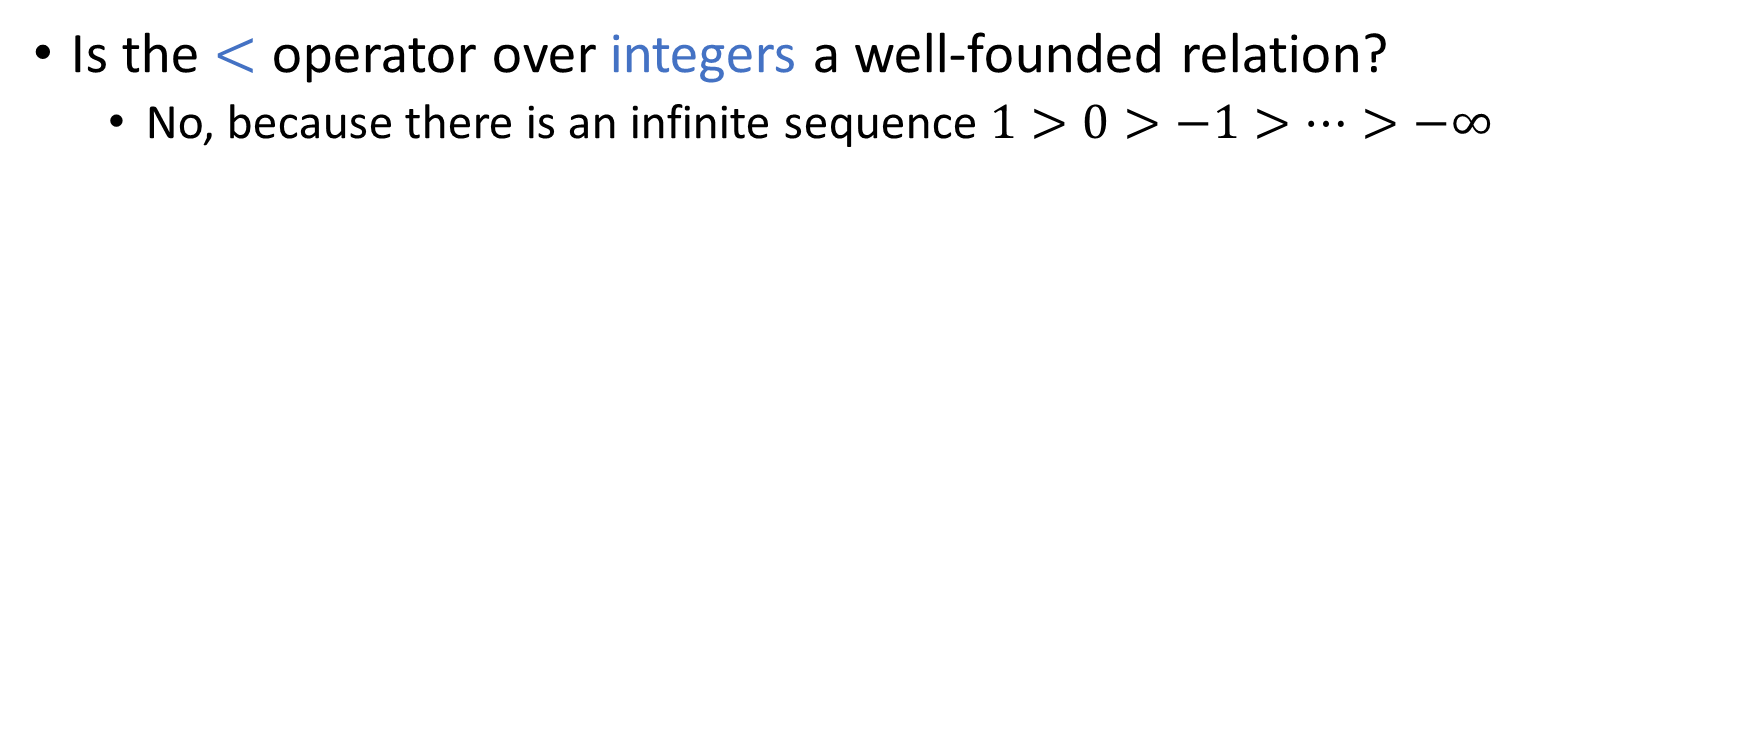 • Is the < operator over integers a well-founded relation?
• No, because there is an infinite sequence 1 > 0 > −1 > ⋯ > −∞